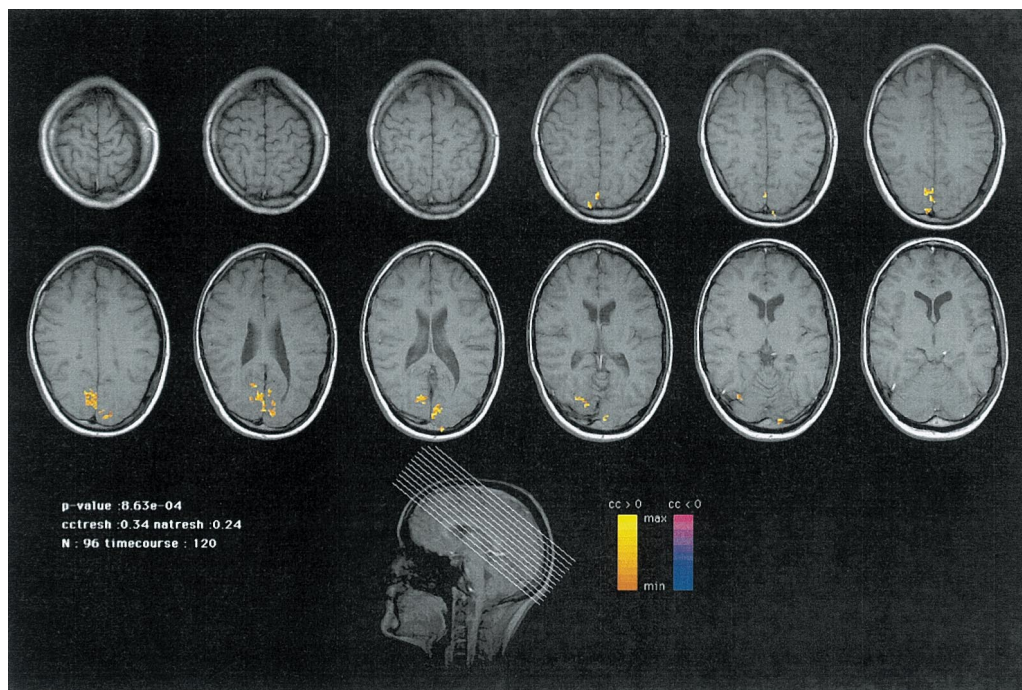 p-value :8.63e-04
cctresh :0.34 natresh :0.24
N : 96 timecourse : 120
cc > 0 cc < 0
max
min